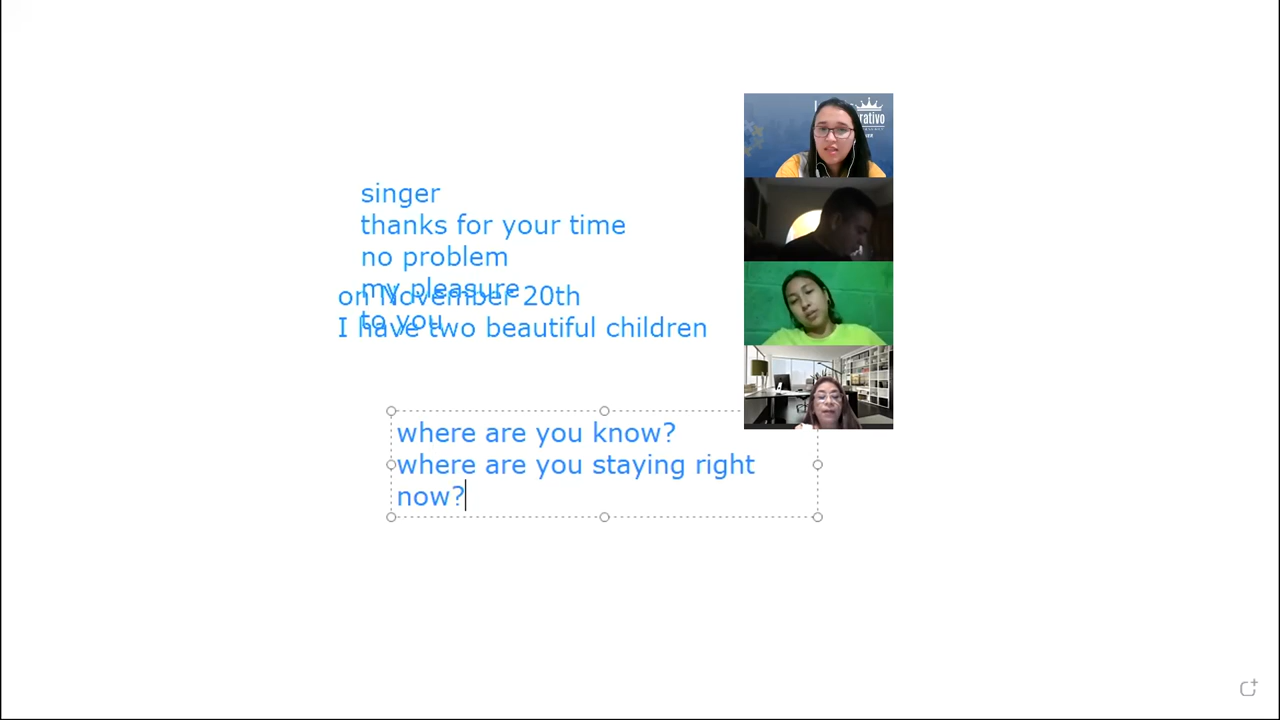 singer
thanks for your time
no problem
my pleasure
to you
on November 20th
I have two beautiful children
where are you know?
where are you staying right
now?